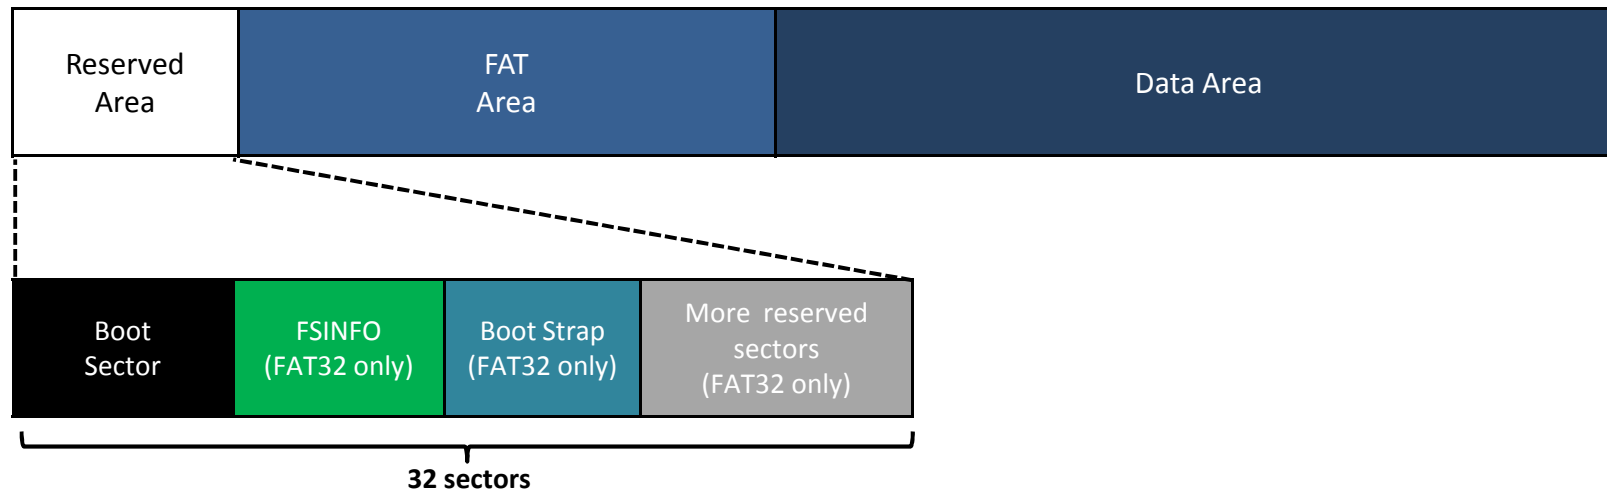 Reserved
Area
FAT
Area
Data Area
Boot
Sector
FSINFO
(FAT32 only)
Boot Strap
(FAT32 only)
More reserved
sectors
(FAT32 only)
32 sectors